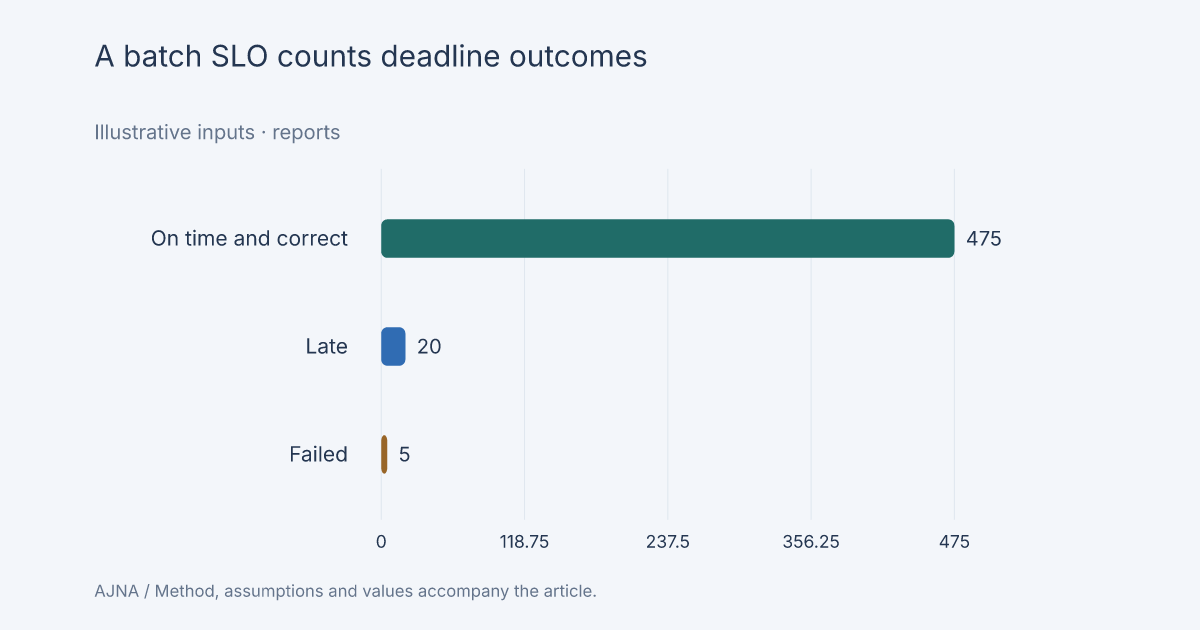 A batch SLO counts deadline outcomes
Illustrative inputs · reports
On time and correct 475
Late 20
Failed 5
0 118.75 237.5 356.25 475
AJNA / Method, assumptions and values accompany the article.